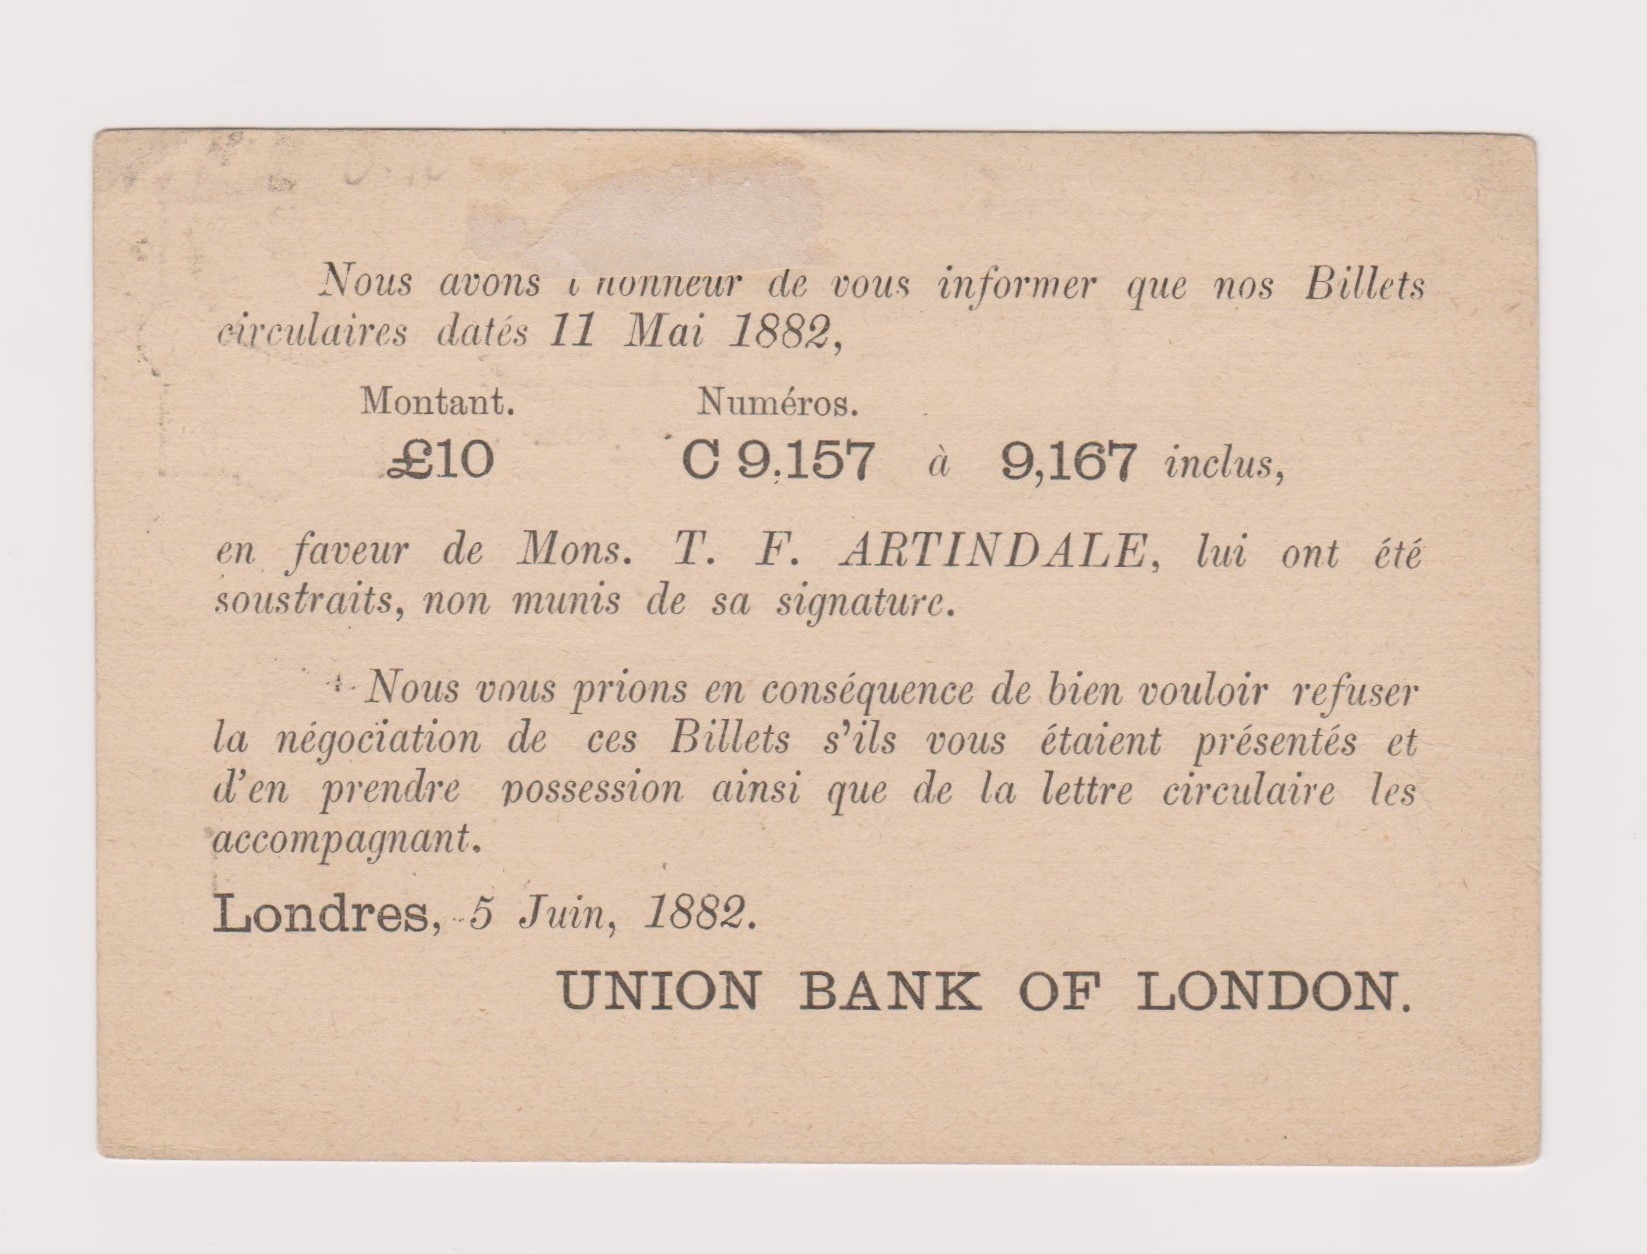 Nous avons l'honneur de vous informer que nos Billets
circulaires datés 11 Mai 1882,
Montant. Numéros.
£10 C 9,157 à 9,167 inclus,
en faveur de Mons. T. F. ARTINDALE, lui ont été
soustraits, non munis de sa signature.
Nous vous prions en conséquence de bien vouloir refuser
la négociation de ces Billets s'ils vous étaient présentés et
d'en prendre possession ainsi que de la lettre circulaire les
accompagnant.
Londres, 5 Juin, 1882.
UNION BANK OF LONDON.